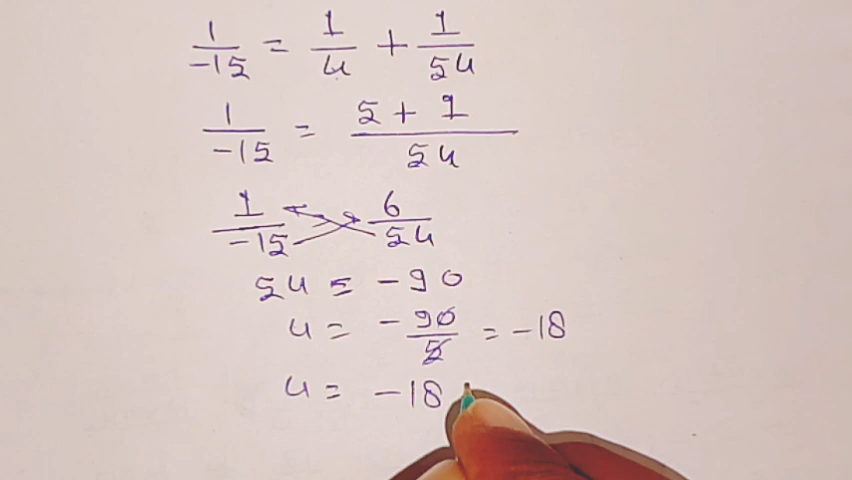 1/-15 = 1/u + 1/5u
1/-15 = 5 + 1/5u
1/-15 6/5u
5u = -90
u = -90/5 = -18
u = -18